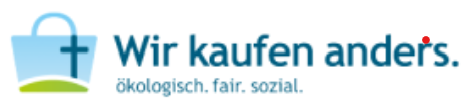 Wir kaufen anders.
ökologisch. fair. sozial.